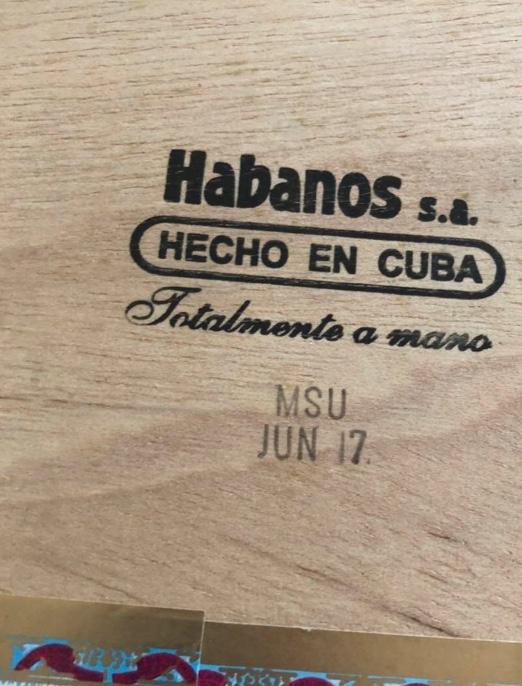 Habanos s.a.
HECHO EN CUBA
Totalmente a mano
MSU
JUN 17.